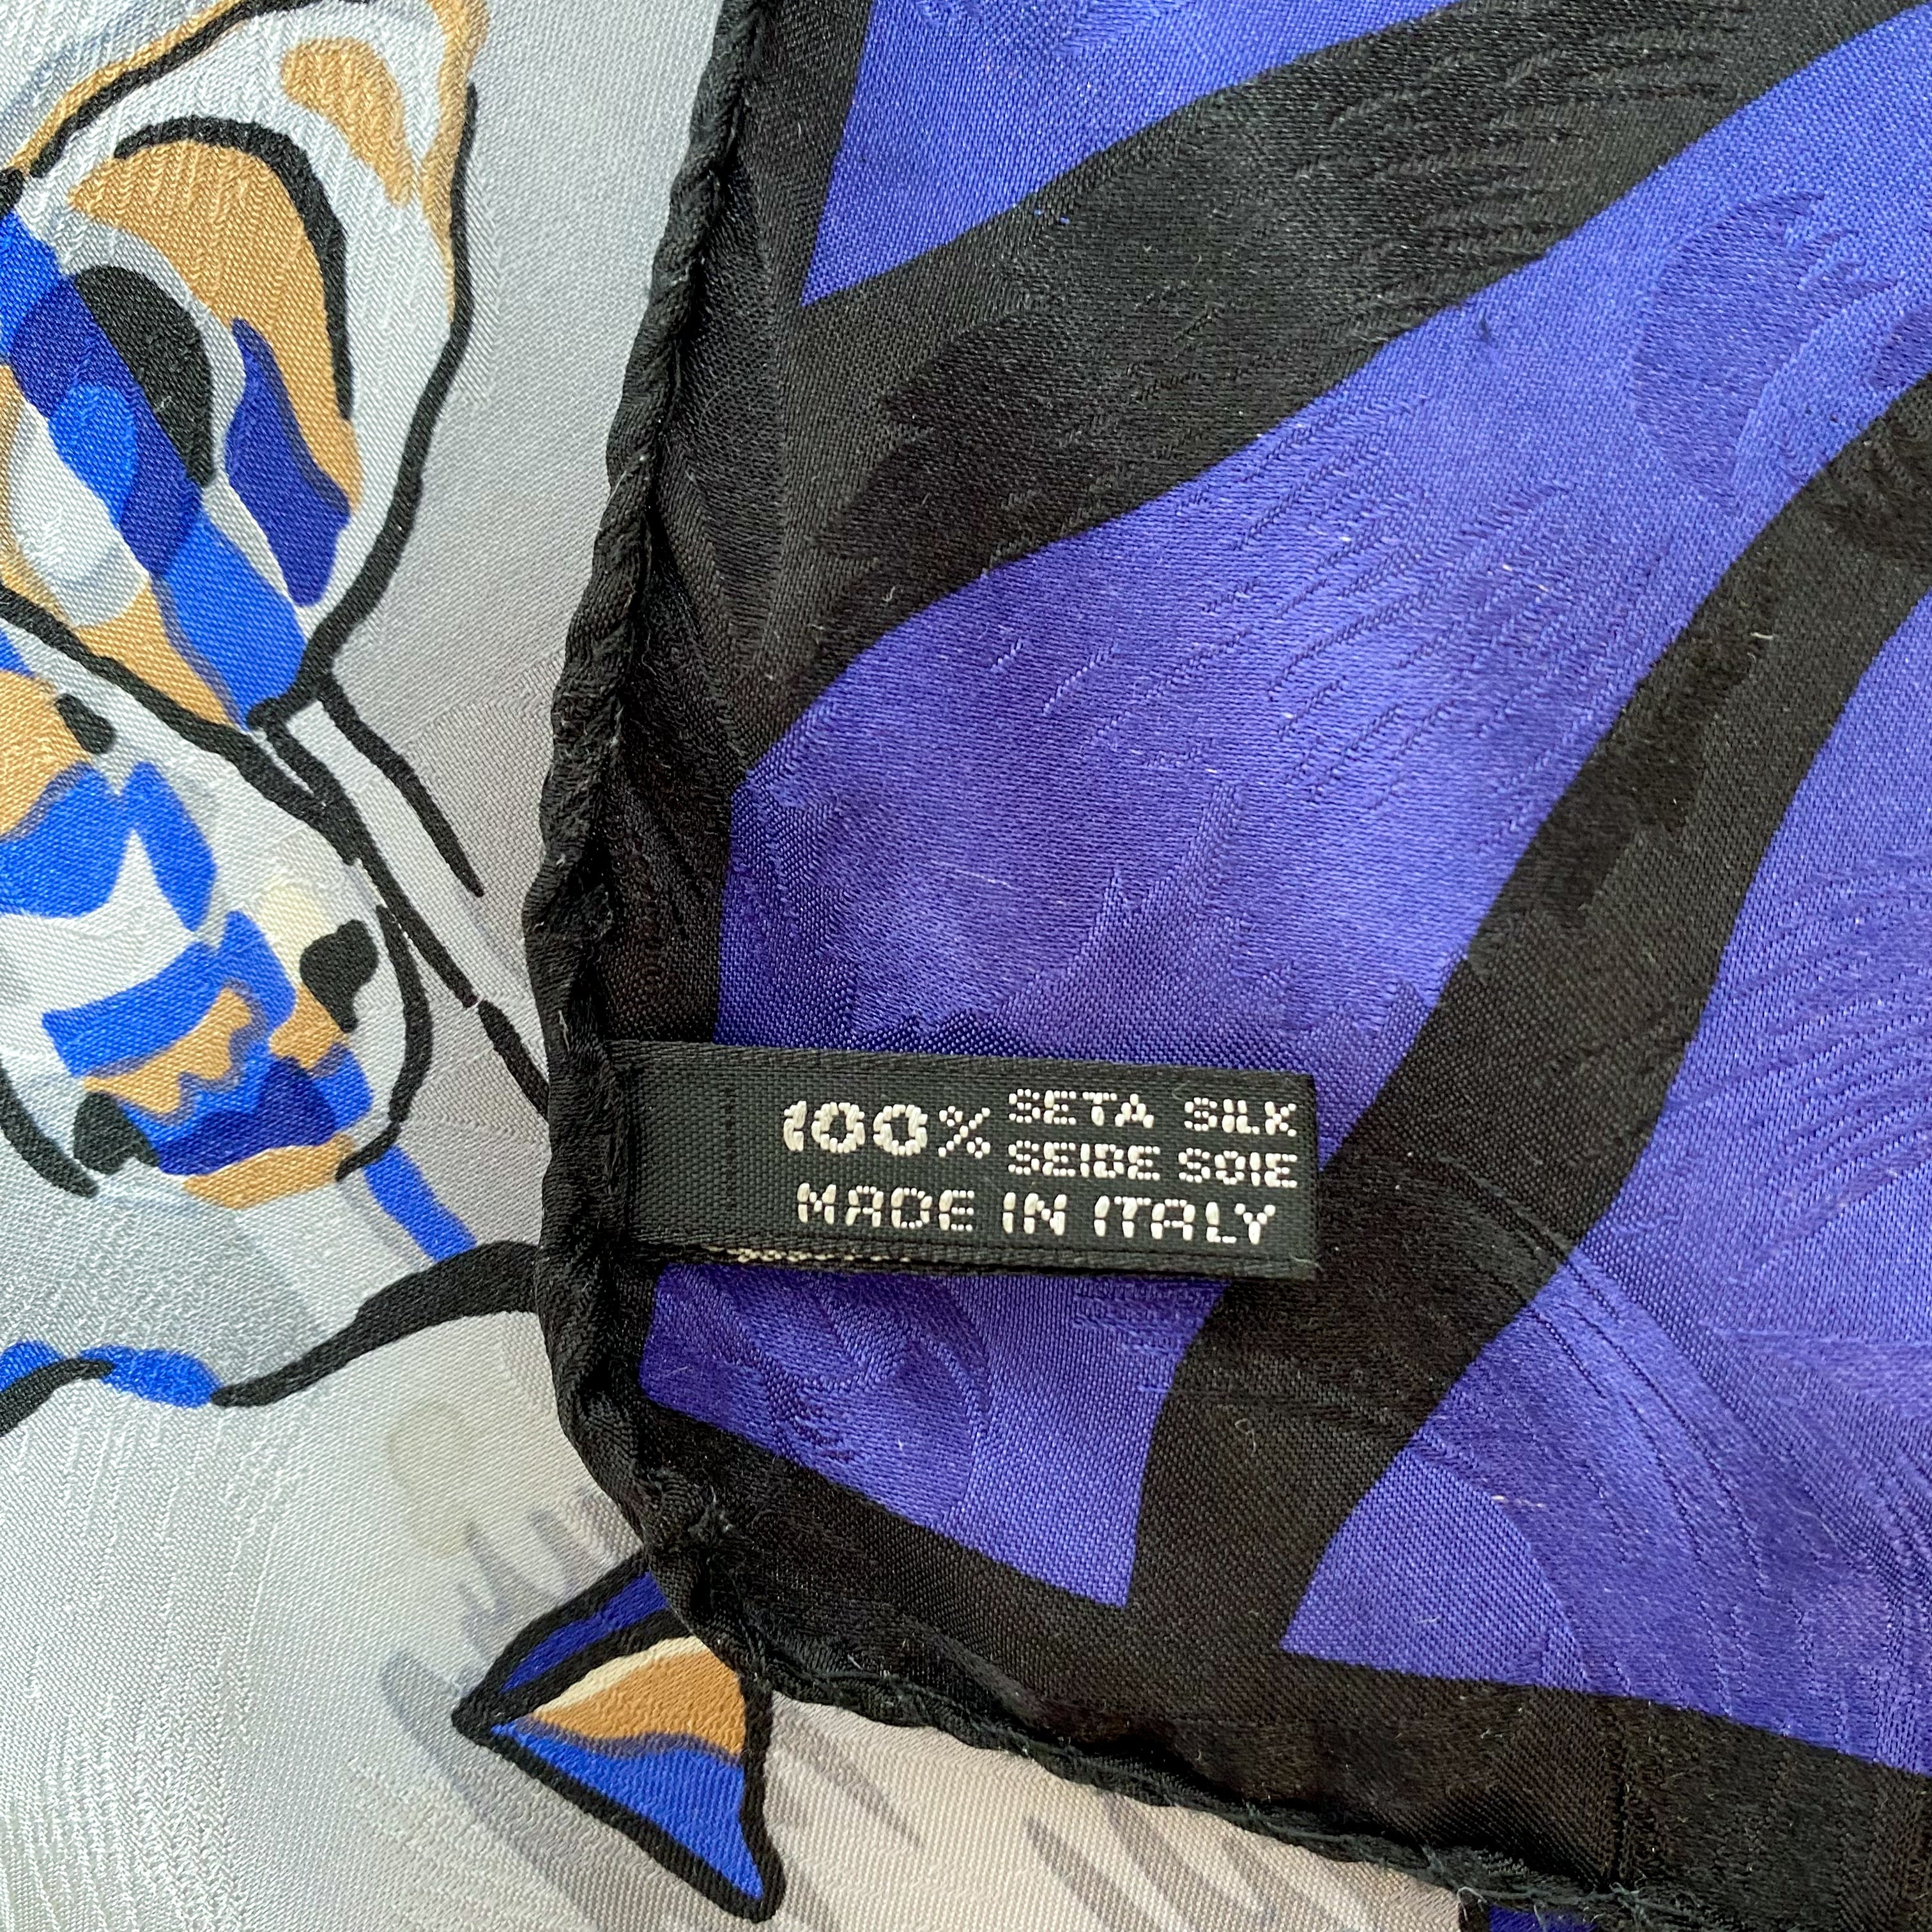 100% SETA SILK
SEIDE SOIE
MADE IN ITALY